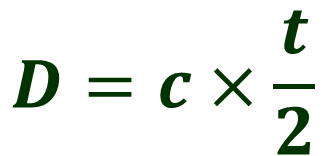 D = c × t/2